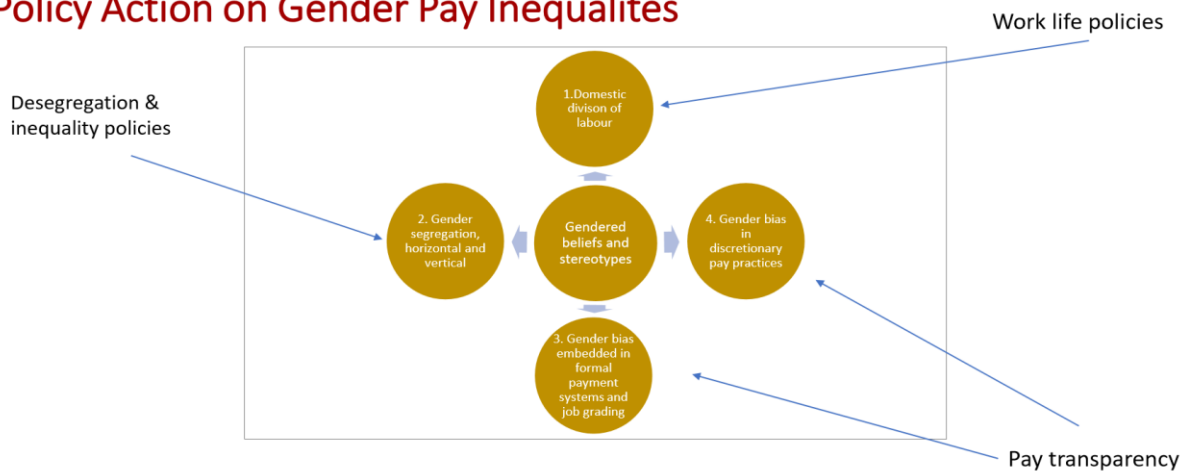 Policy Action on Gender Pay Inequalites
Work life policies
Desegregation &
inequality policies
1.Domestic
divison of
labour
2. Gender
segregation,
horizontal and
vertical
Gendered
beliefs and
stereotypes
4. Gender bias
in
discretionary
pay practices
3. Gender bias
embedded in
formal
payment
systems and
job grading
Pay transparency